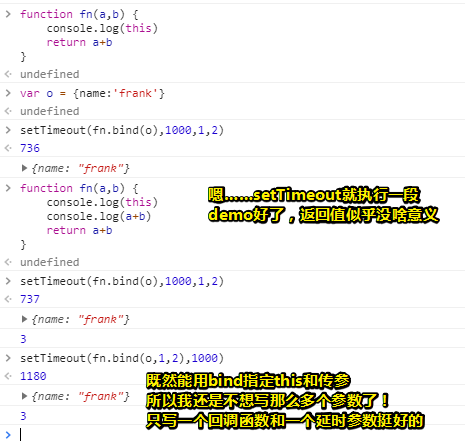 > function fn(a,b) {
console.log(this)
return a+b
}
< undefined
> var o = {name:'frank'}
< undefined
> setTimeout(fn.bind(o),1000,1,2)
< 736
▶{name: "frank"}
> function fn(a,b) {
console.log(this)
console.log(a+b)
return a+b
}
嗯……setTimeout就执行一段
demo好了，返回值似乎没啥意义
< undefined
> setTimeout(fn.bind(o),1000,1,2)
< 737
▶{name: "frank"}
3
> setTimeout(fn.bind(o,1,2),1000)
< 1180
▶{name: "frank"}
3
既然能用bind指定this和传参
所以我还是不想写那么多个参数了！
只写一个回调函数和一个延时参数挺好的
>